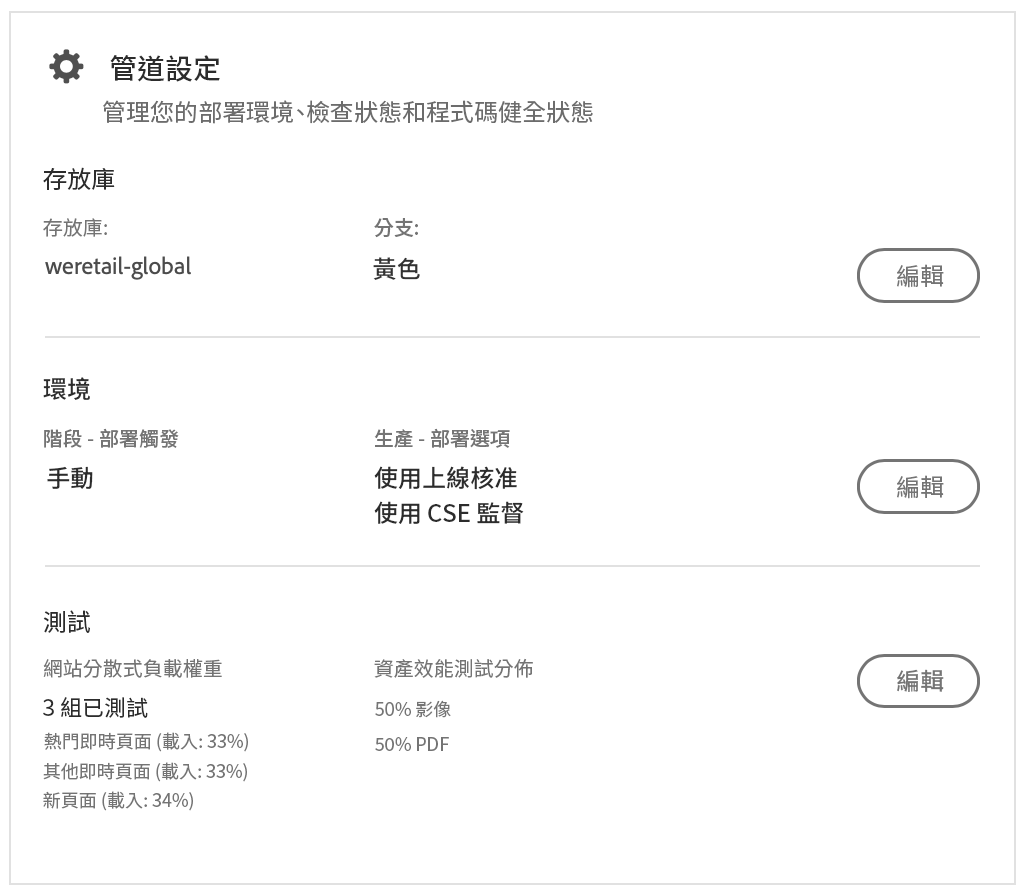 管道設定
管理您的部署環境、檢查狀態和程式碼健全狀態
存放庫
存放庫: 分支:
weretail-global 黃色
編輯
環境
階段 - 部署觸發 生產 - 部署選項
手動 使用上線核准
編輯
使用 CSE 監督
測試
網站分散式負載權重 資產效能測試分佈
編輯
3 組已測試 50% 影像
熱門即時頁面 (載入: 33%) 50% PDF
其他即時頁面 (載入: 33%)
新頁面 (載入: 34%)